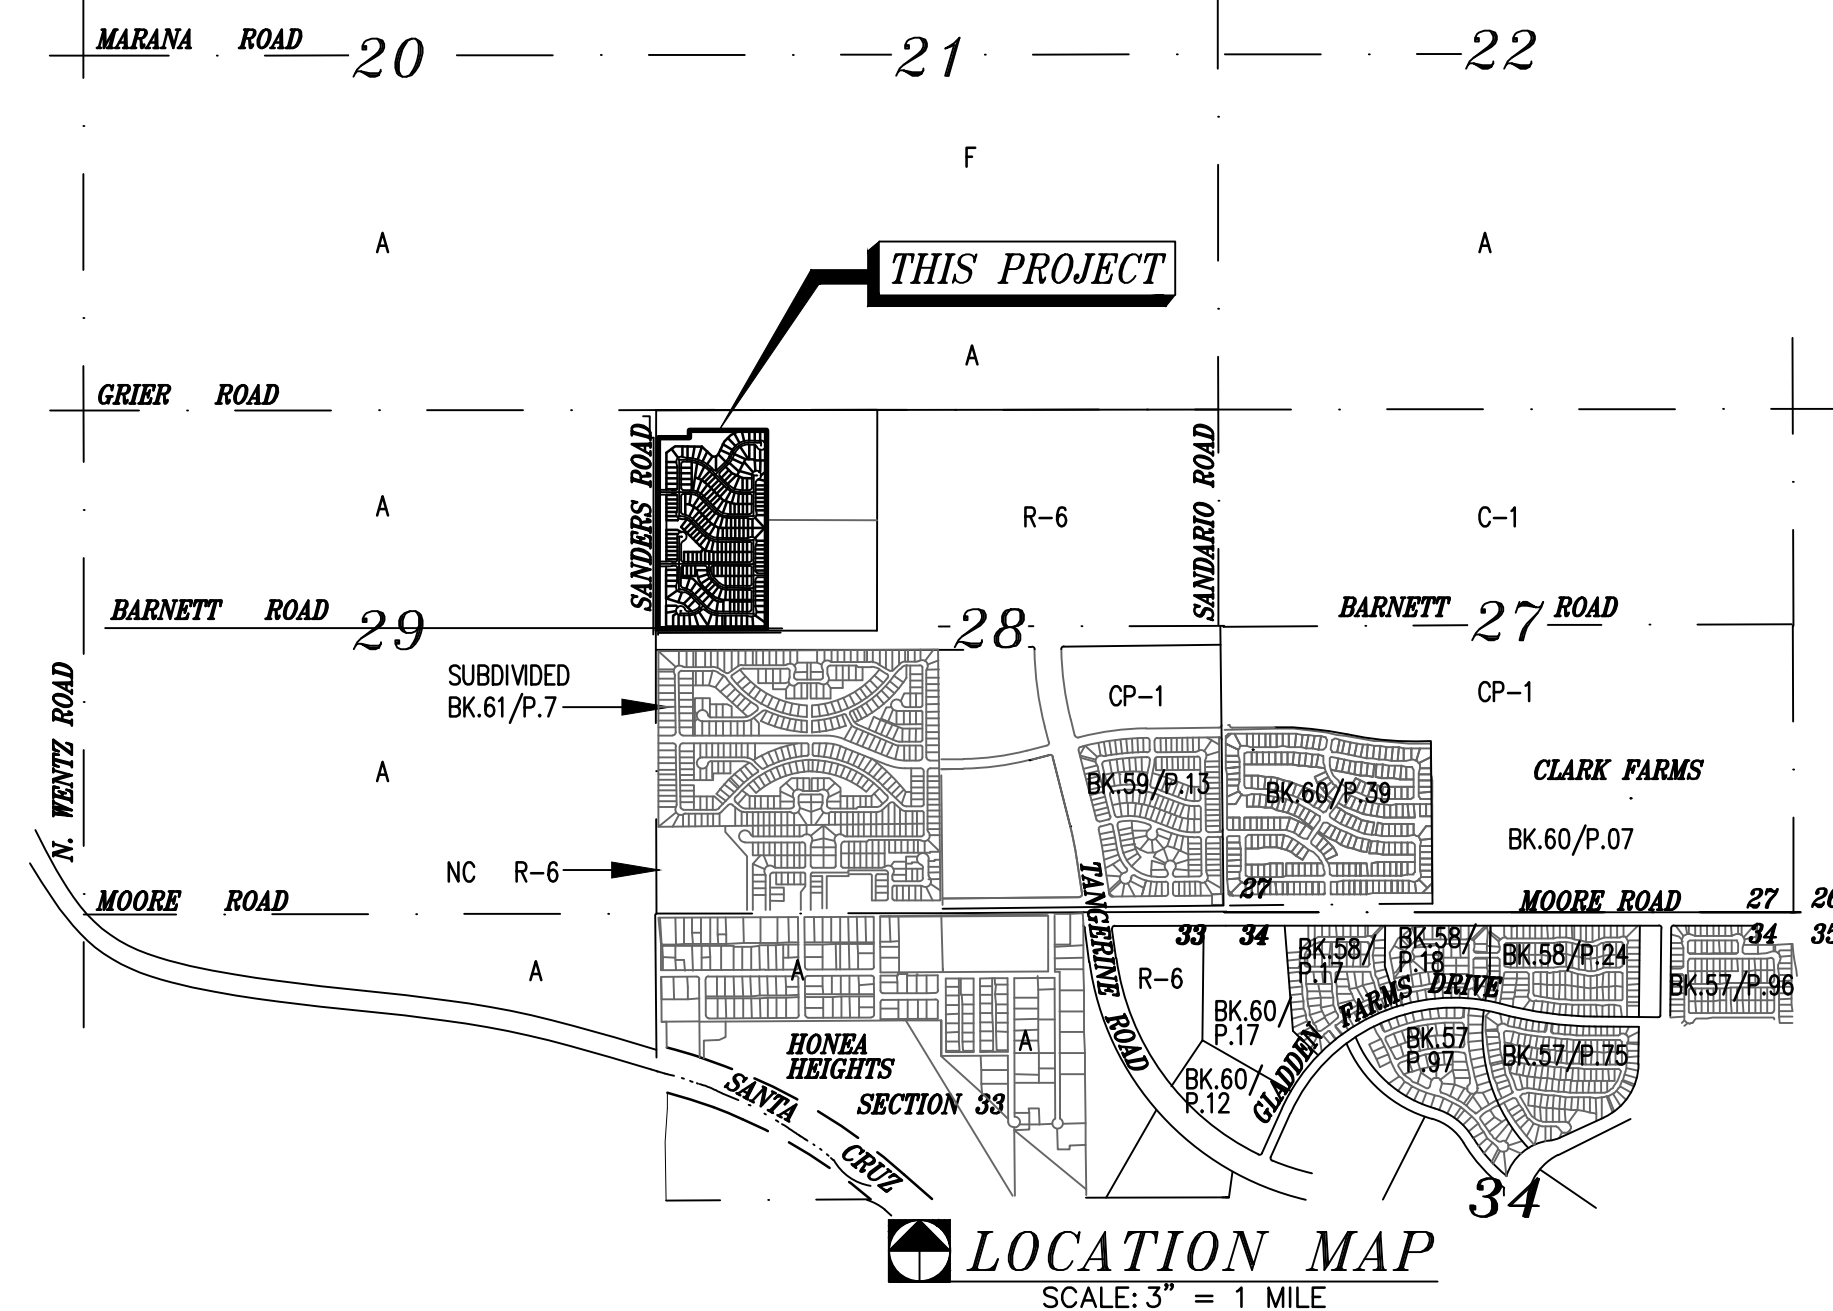 MARANA ROAD
20
21
22
F
A
A
THIS PROJECT
A
GRIER ROAD
SANDERS ROAD
SANDARIO ROAD
A
R-6
C-1
BARNETT ROAD
29
28
BARNETT ROAD
27
N. WENTZ ROAD
SUBDIVIDED
BK.61/P.7
CP-1
CP-1
A
BK.59/P.13
BK.60/P.39
CLARK FARMS
BK.60/P.07
NC R-6
MOORE ROAD
TANGERINE ROAD
27
MOORE ROAD
27
26
33
34
34
35
A
A
R-6
BK.58/
P.17
BK.58/
P.18
BK.58/P.24
BK.57/P.96
GLADDEN FARMS DRIVE
BK.60/
P.17
HONEA
HEIGHTS
A
BK.57
P.97
BK.57/P.75
BK.60/
P.12
SECTION 33
SANTA
CRUZ
34
LOCATION MAP
SCALE: 3" = 1 MILE